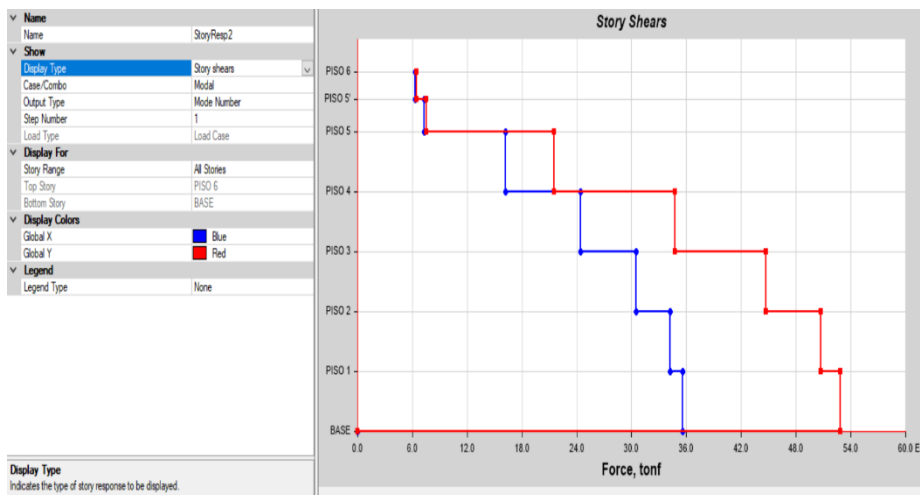 Name
Name StoryResp2
Show
Display Type Story shears
Case/Combo Modal
Output Type Mode Number
Step Number 1
Load Type Load Case
Display For
Story Range All Stories
Top Story PISO 6
Bottom Story BASE
Display Colors
Global X Blue
Global Y Red
Legend
Legend Type None
Display Type
Indicates the type of story response to be displayed.
Story Shears
PISO 6
PISO 5'
PISO 5
PISO 4
PISO 3
PISO 2
PISO 1
BASE
0.0 6.0 12.0 18.0 24.0 30.0 36.0 42.0 48.0 54.0 60.0 E
Force, tonf